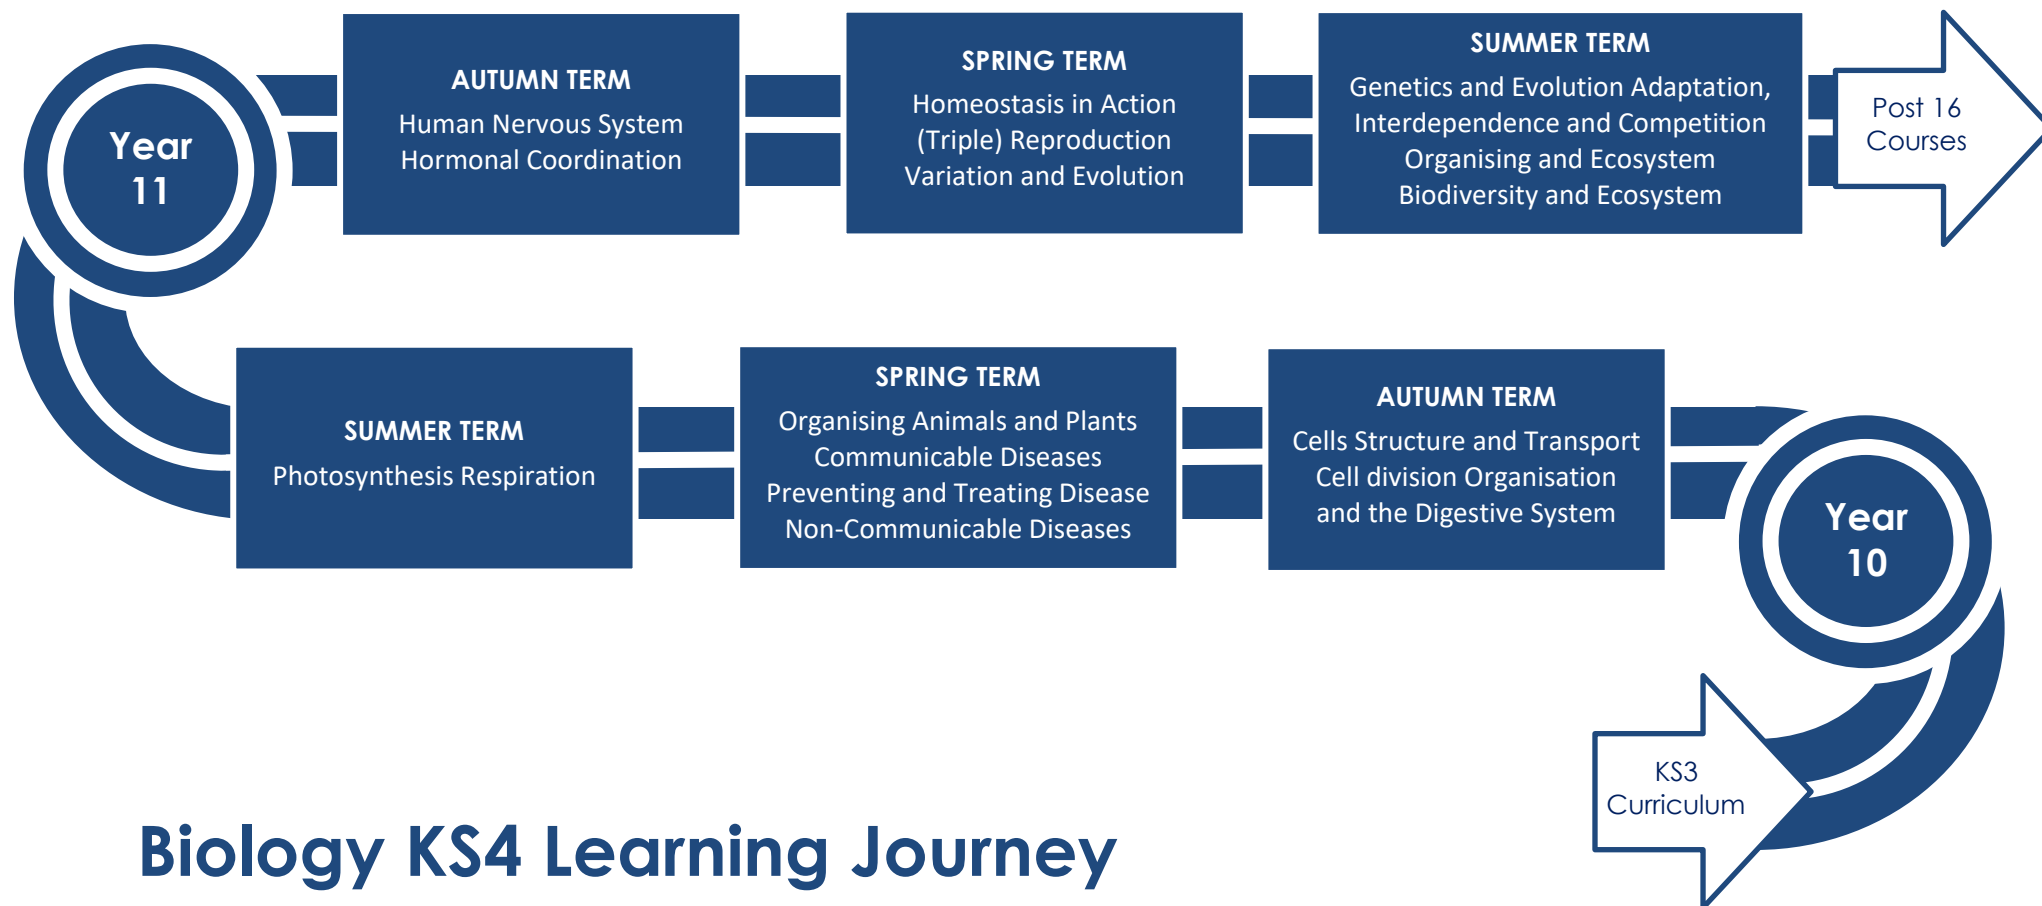 Year
11
AUTUMN TERM
Human Nervous System
Hormonal Coordination
SPRING TERM
Homeostasis in Action
(Triple) Reproduction
Variation and Evolution
SUMMER TERM
Genetics and Evolution Adaptation,
Interdependence and Competition
Organising and Ecosystem
Biodiversity and Ecosystem
Post 16
Courses
SUMMER TERM
Photosynthesis Respiration
SPRING TERM
Organising Animals and Plants
Communicable Diseases
Preventing and Treating Disease
Non-Communicable Diseases
AUTUMN TERM
Cells Structure and Transport
Cell division Organisation
and the Digestive System
Year
10
KS3
Curriculum
Biology KS4 Learning Journey